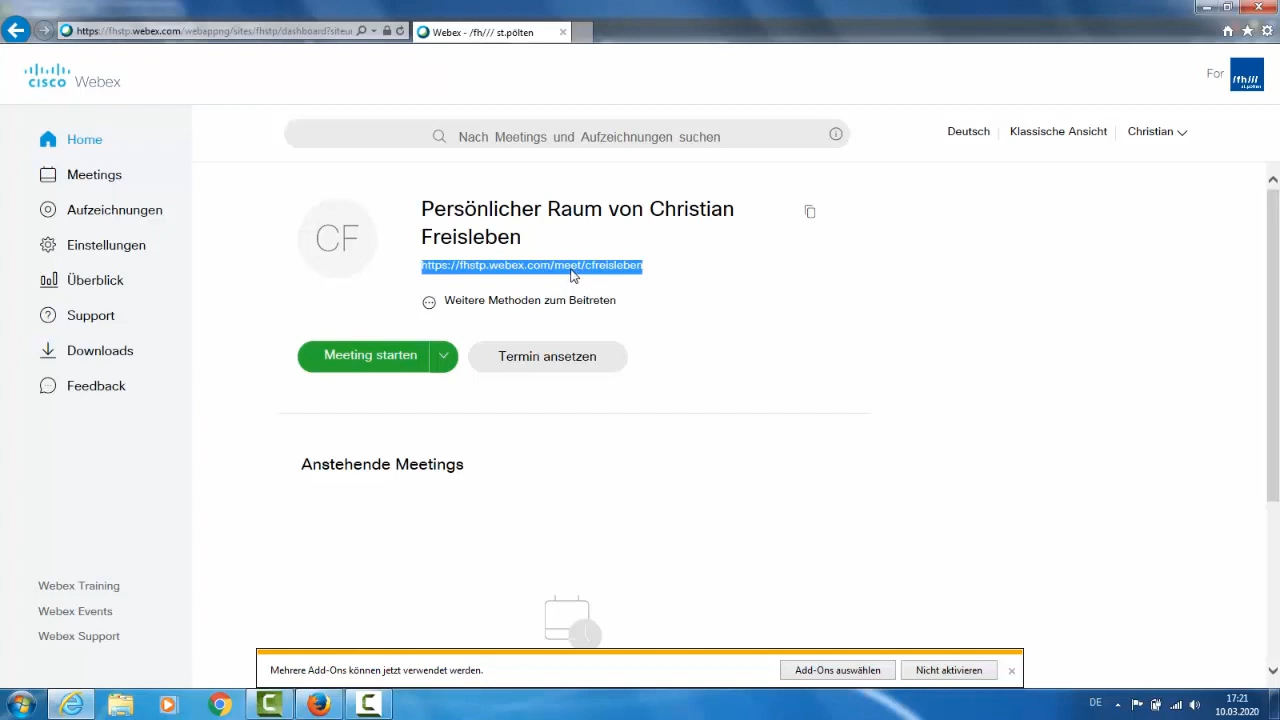 https://fhstp.webex.com/webappng/sites/fhstp/dashboard?siteu
Webex - /fh/// st.pölten
CISCO Webex
For
/fh///
st.pölten
Home
Meetings
Aufzeichnungen
Einstellungen
Überblick
Support
Downloads
Feedback
Webex Training
Webex Events
Webex Support
Nach Meetings und Aufzeichnungen suchen
Deutsch
Klassische Ansicht
Christian
CF
Persönlicher Raum von Christian
Freisleben
https://fhstp.webex.com/meet/cfreisleben
Weitere Methoden zum Beitreten
Meeting starten
Termin ansetzen
Anstehende Meetings
Mehrere Add-Ons können jetzt verwendet werden.
Add-Ons auswählen
Nicht aktivieren
DE
17:21
10.03.2020